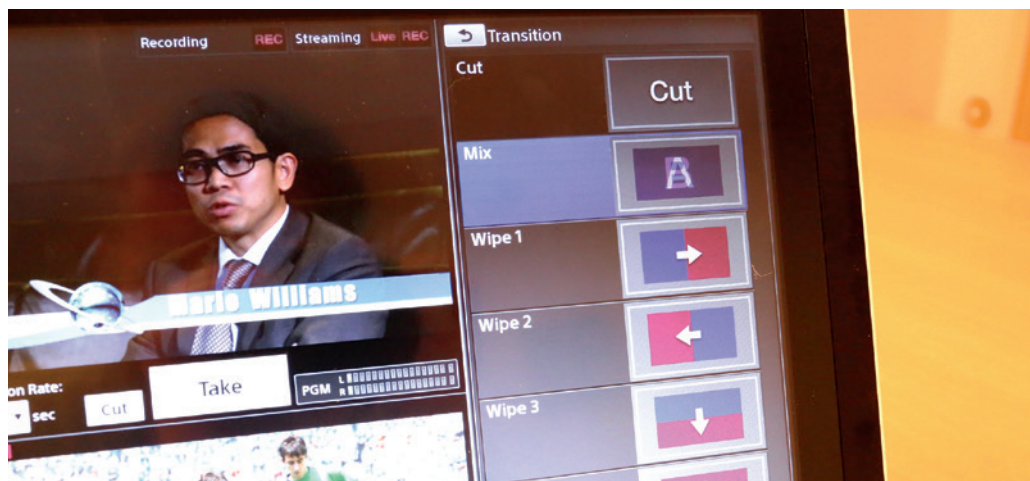 Recording REC Streaming Live REC
Transition
Cut
Cut
Mix
Wipe 1
Wipe 2
Wipe 3
Mario Williams
on Rate:
sec
Cut
Take
PGM L
R